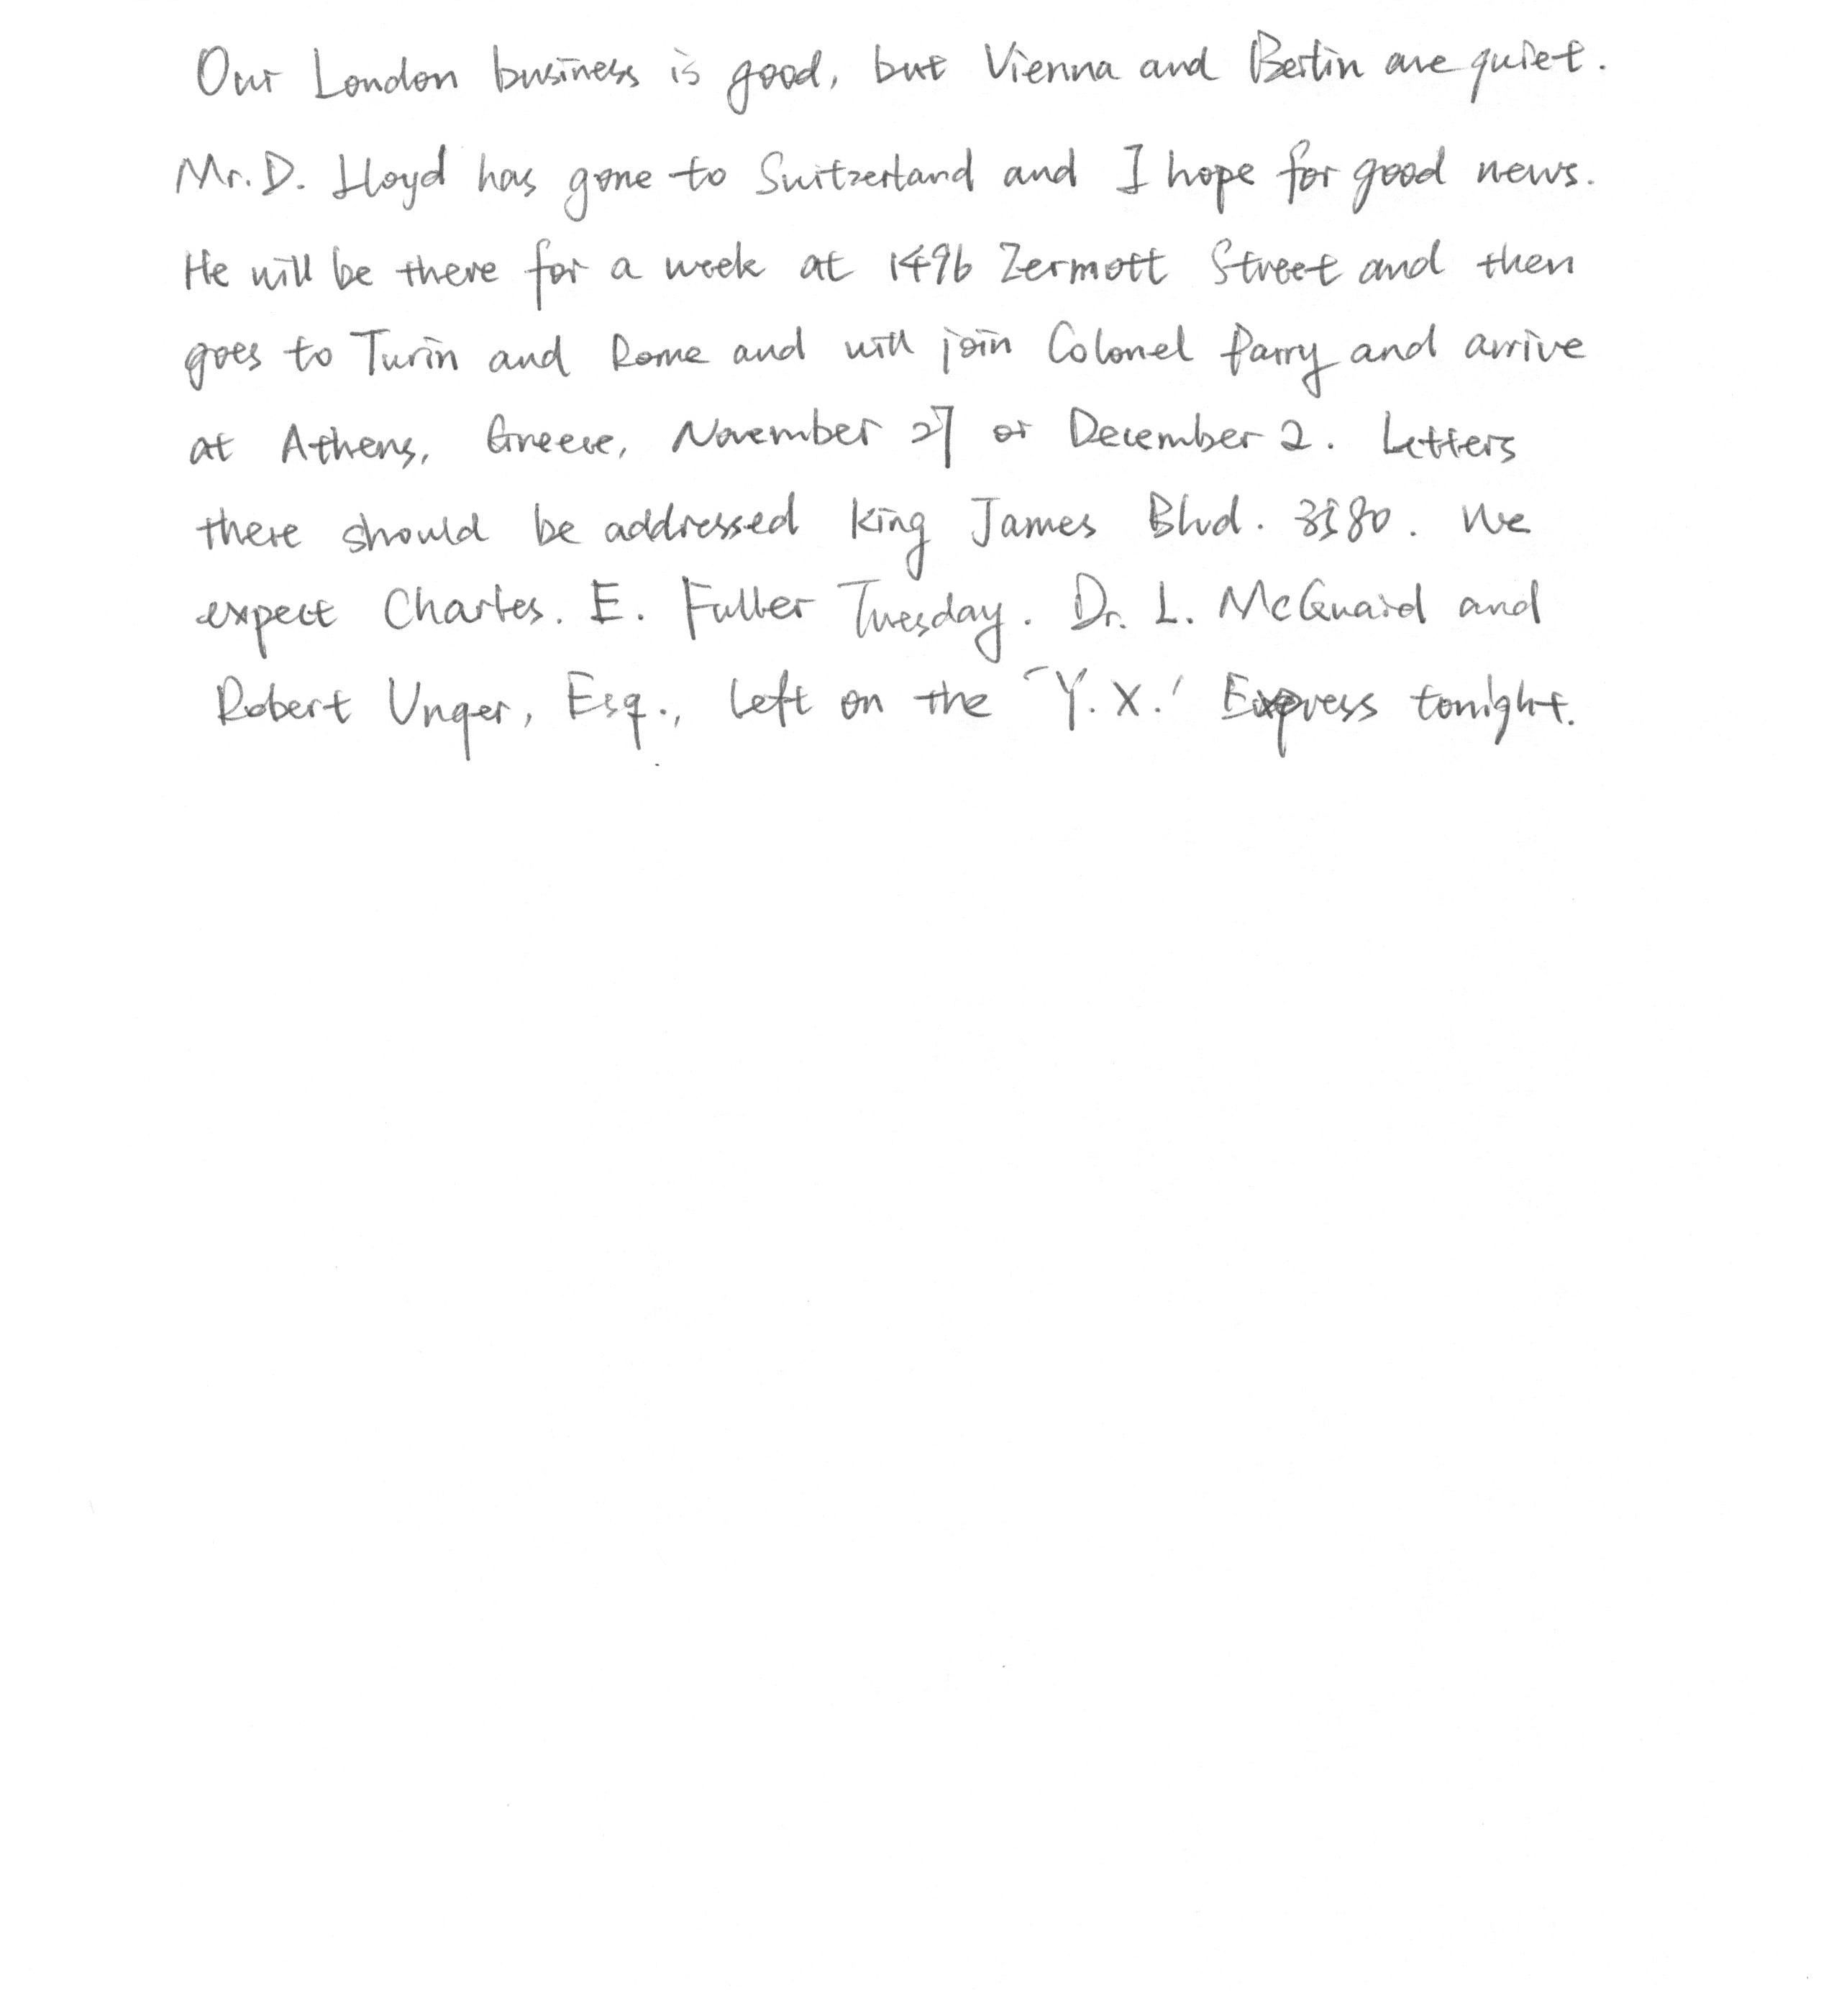 Our London business is good, but Vienna and Berlin are quiet.
Mr. D. Lloyd has gone to Switzerland and I hope for good news.
He will be there for a week at 1496 Zermott Street and then
goes to Turin and Rome and will join Colonel Parry and arrive
at Athens, Greece, November 27 or December 2. Letters
there should be addressed King James Blvd. 3580. We
expect Charles. E. Fuller Tuesday. Dr. L. McQuaid and
Robert Unger, Esq., left on the "Y.X.' Express tonight.